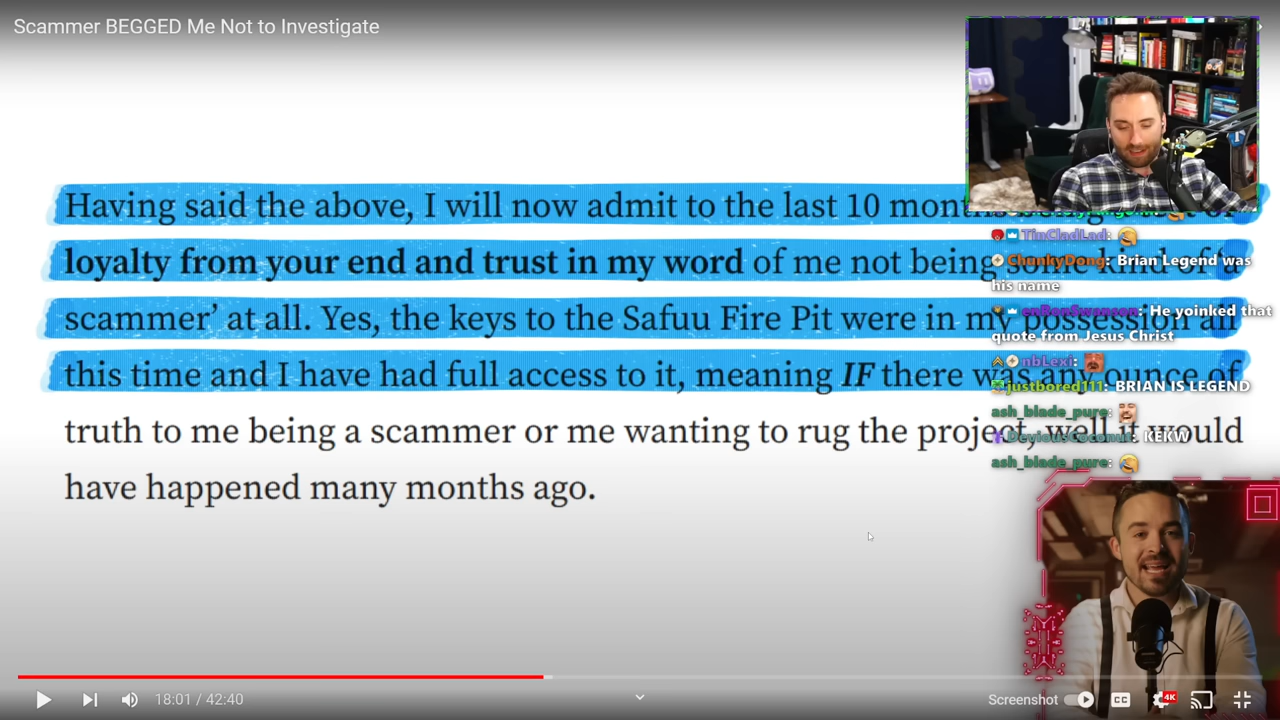 Scammer BEGGED Me Not to Investigate
Having said the above, I will now admit to the last 10 months
loyalty from your end and trust in my word of me not being 'some kind of a
scammer' at all. Yes, the keys to the Safuu Fire Pit were in my possession all
this time and I have had full access to it, meaning IF there was any ounce of
truth to me being a scammer or me wanting to rug the project, well it would
have happened many months ago.
TinCladLad:
ChunkyDong: Brian Legend was
his name
enRonSwanson: He yoinked that
quote from Jesus Christ
nbLexi:
justbored111: BRIAN IS LEGEND
ash_blade_pure:
DeviousCoconut: KEKW
ash_blade_pure:
18:01 / 42:40
Screenshot
CC
4K